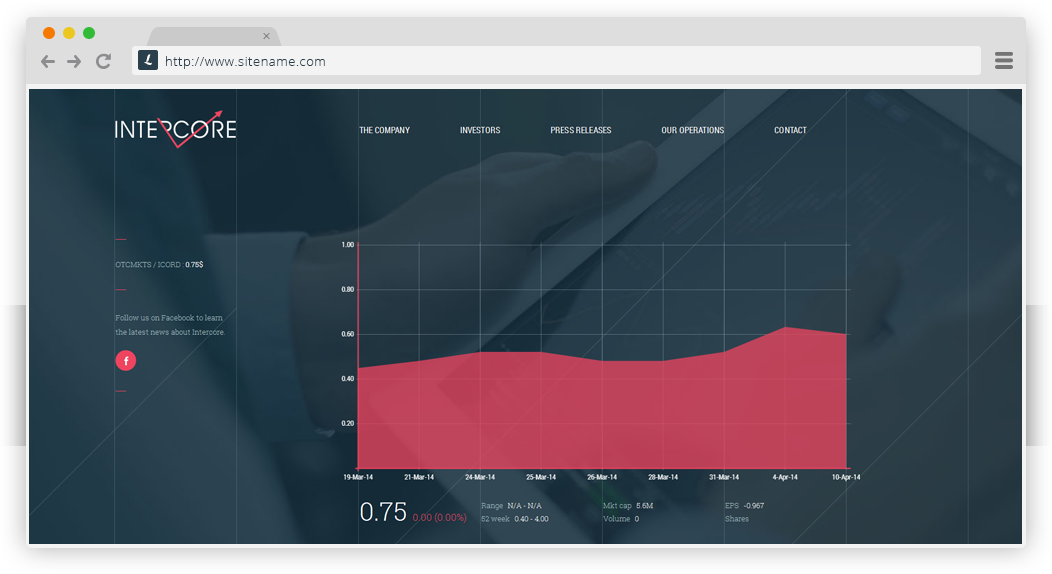 http://www.sitename.com
INTERCORE
THE COMPANY INVESTORS PRESS RELEASES OUR OPERATIONS CONTACT
OTCMKTS / ICORD : 0.75$
Follow us on Facebook to learn
the latest news about Intercore.
f
1.00
0.80
0.60
0.40
0.20
19-Mar-14 21-Mar-14 24-Mar-14 25-Mar-14 26-Mar-14 28-Mar-14 31-Mar-14 4-Apr-14 10-Apr-14
0.75 0.00 (0.00%)
Range N/A - N/A
52 week 0.40 - 4.00
Mkt cap 5.6M
Volume 0
EPS -0.967
Shares